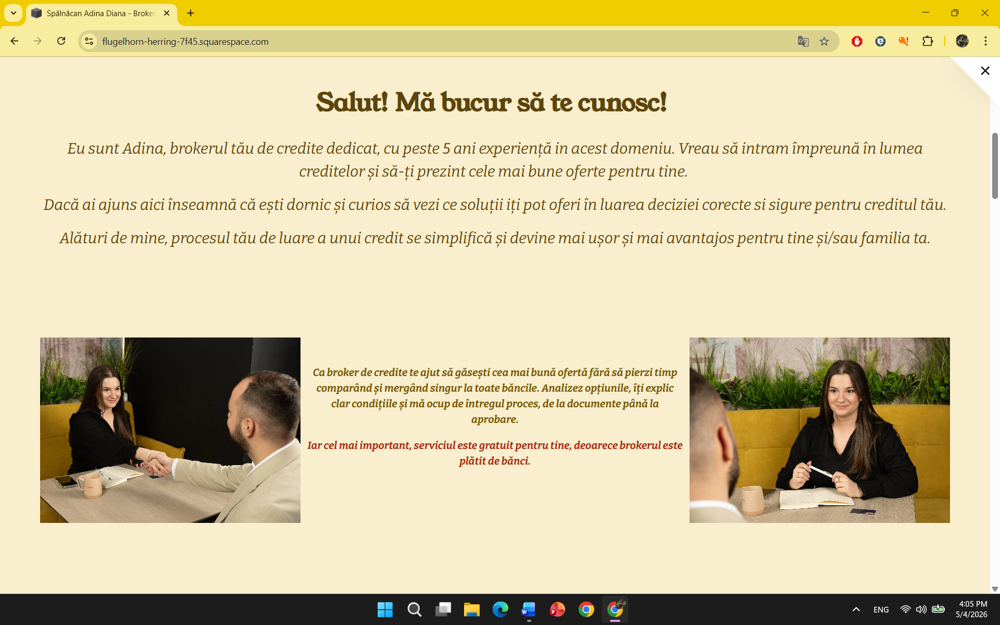 Spălnăcan Adina Diana - Broker
flugelhorn-herring-7f45.squarespace.com
Salut! Mă bucur să te cunosc!
Eu sunt Adina, brokerul tău de credite dedicat, cu peste 5 ani experiență in acest domeniu. Vreau să intram împreună în lumea
creditelor și să-ți prezint cele mai bune oferte pentru tine.
Dacă ai ajuns aici înseamnă că ești dornic și curios să vezi ce soluții iți pot oferi în luarea deciziei corecte si sigure pentru creditul tău.
Alături de mine, procesul tău de luare a unui credit se simplifică și devine mai ușor și mai avantajos pentru tine și/sau familia ta.
Ca broker de credite te ajut să găsești cea mai bună ofertă fără să pierzi timp
comparând și mergând singur la toate băncile. Analizez opțiunile, îți explic
clar condițiile și mă ocup de întregul proces, de la documente până la
aprobare.
Iar cel mai important, serviciul este gratuit pentru tine, deoarece brokerul este
plătit de bănci.
ENG
4:05 PM
5/4/2026